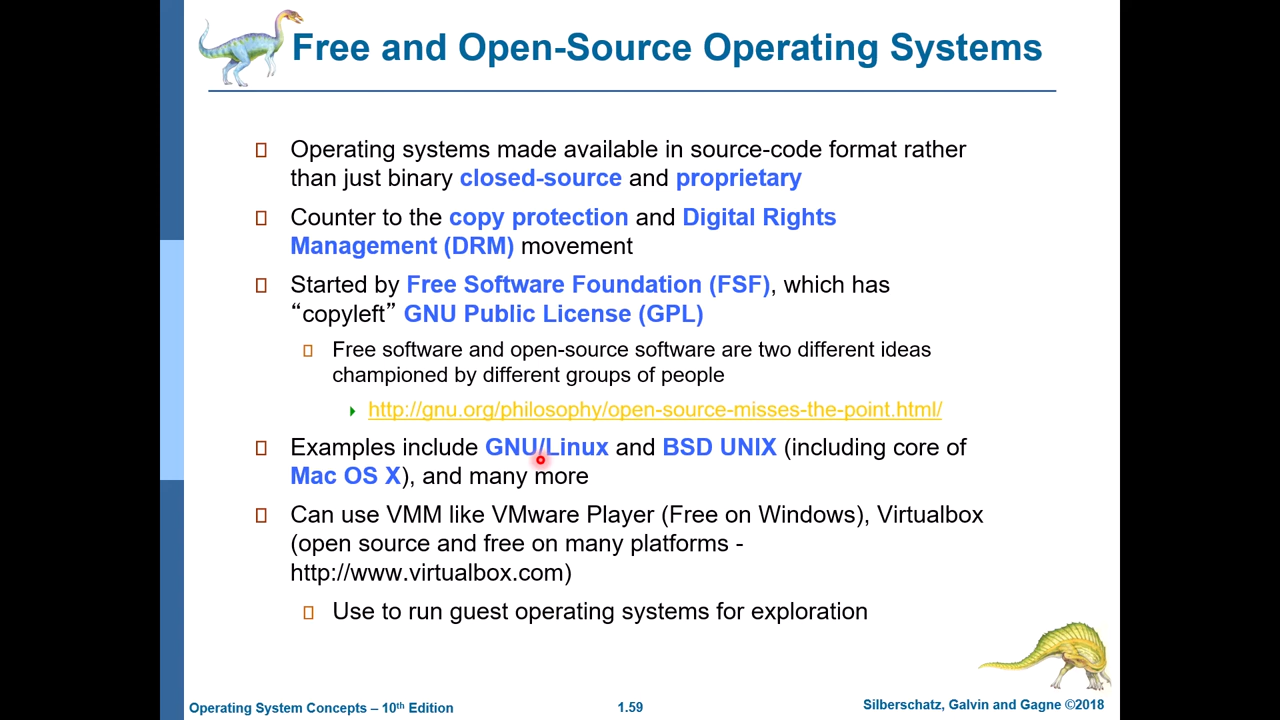 Free and Open-Source Operating Systems
Operating systems made available in source-code format rather
than just binary closed-source and proprietary
Counter to the copy protection and Digital Rights
Management (DRM) movement
Started by Free Software Foundation (FSF), which has
“copyleft” GNU Public License (GPL)
Free software and open-source software are two different ideas
championed by different groups of people
http://gnu.org/philosophy/open-source-misses-the-point.html/
Examples include GNU/Linux and BSD UNIX (including core of
Mac OS X), and many more
Can use VMM like VMware Player (Free on Windows), Virtualbox
(open source and free on many platforms -
http://www.virtualbox.com)
Use to run guest operating systems for exploration
Operating System Concepts – 10th Edition
1.59
Silberschatz, Galvin and Gagne ©2018